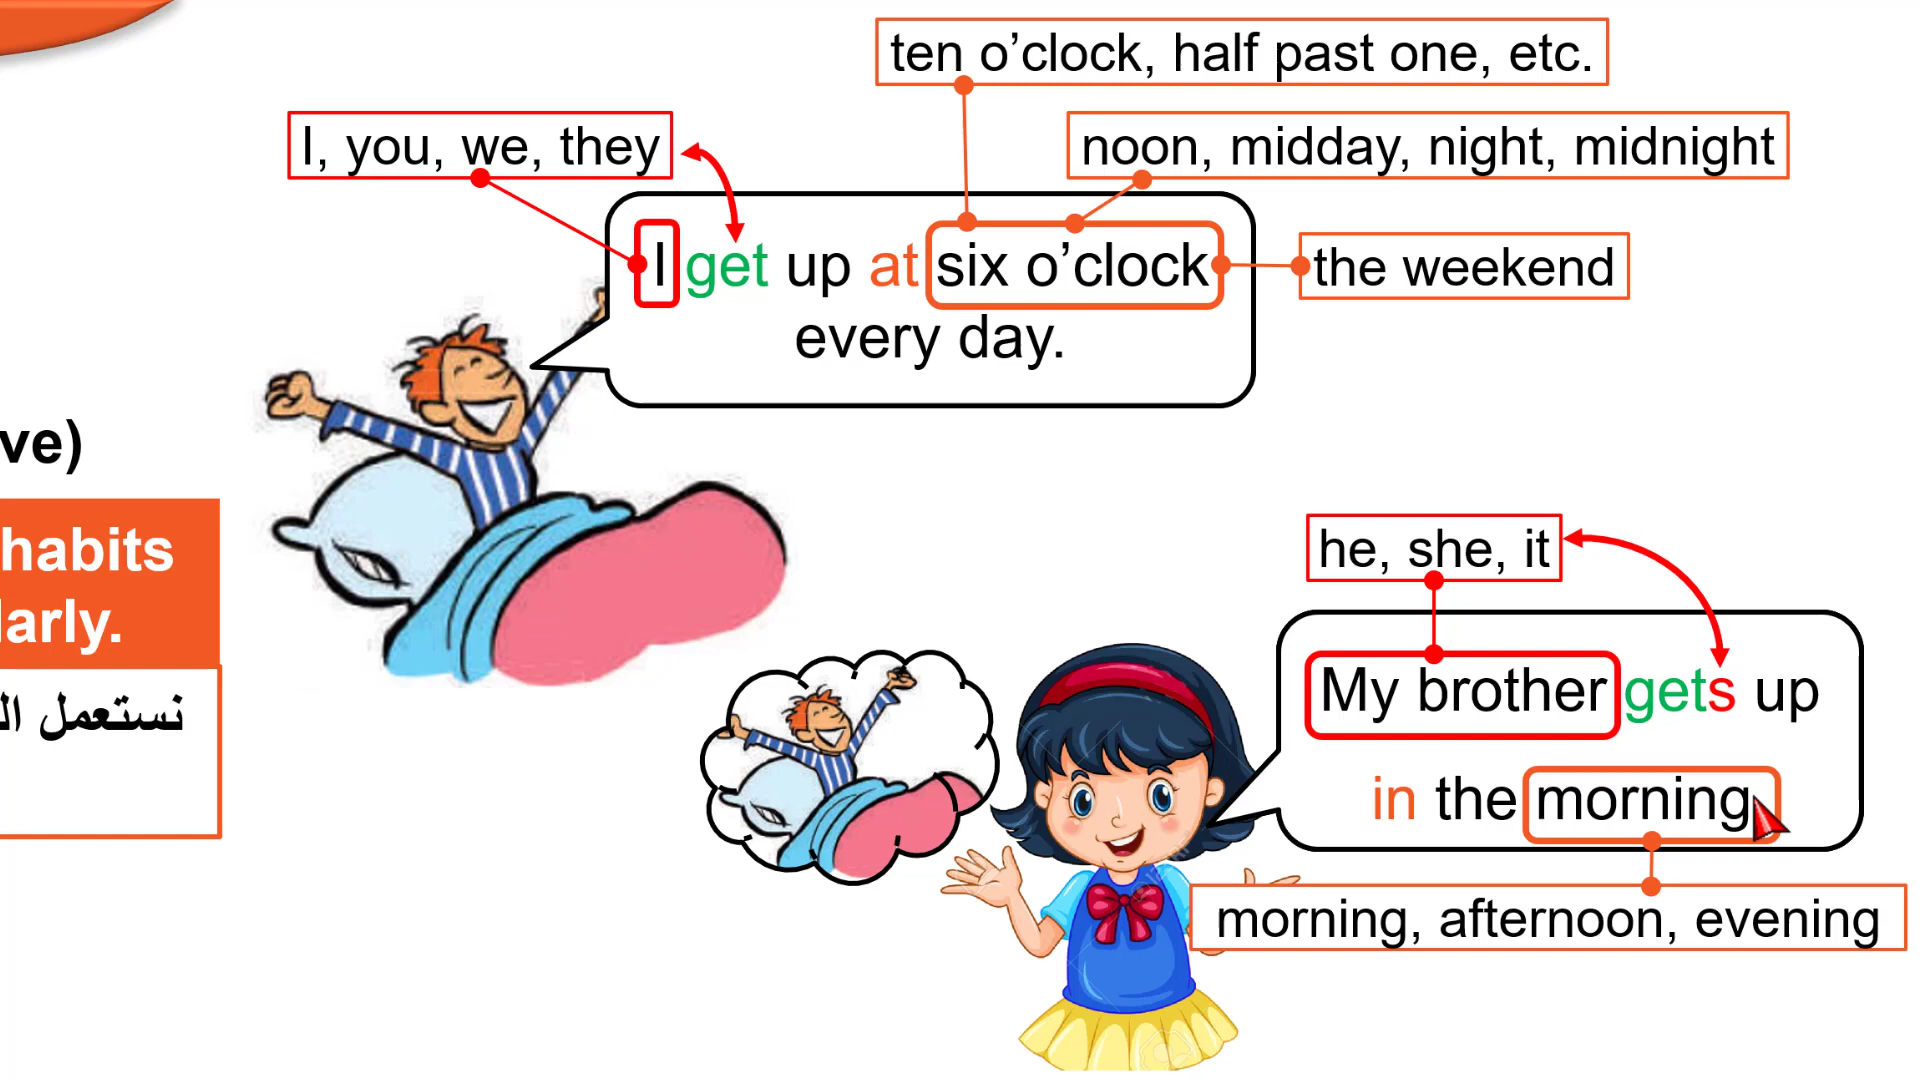 ten o’clock, half past one, etc.
I, you, we, they
noon, midday, night, midnight
I get up at six o’clock
every day.
the weekend
ve)
habits
larly.
نستعمل ال
he, she, it
My brother gets up
in the morning
morning, afternoon, evening